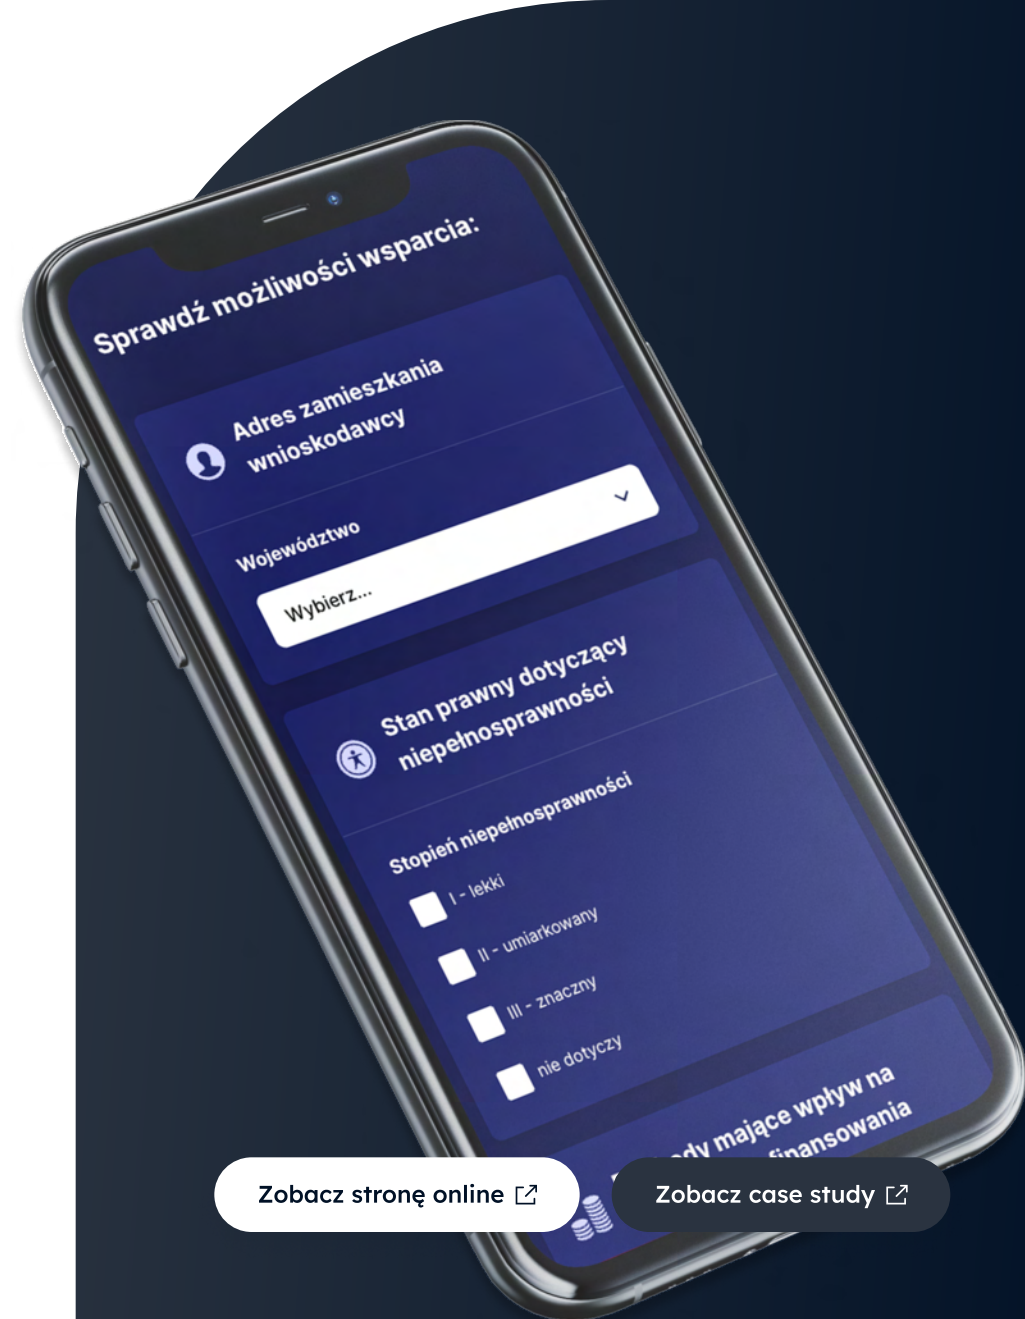 Sprawdź możliwości wsparcia:
Adres zamieszkania
wnioskodawcy
Województwo
Wybierz...
Stan prawny dotyczący
niepełnosprawności
Stopień niepełnosprawności
I - lekki
II - umiarkowany
III - znaczny
nie dotyczy
mające wpływ na
finansowania
Zobacz stronę online
Zobacz case study